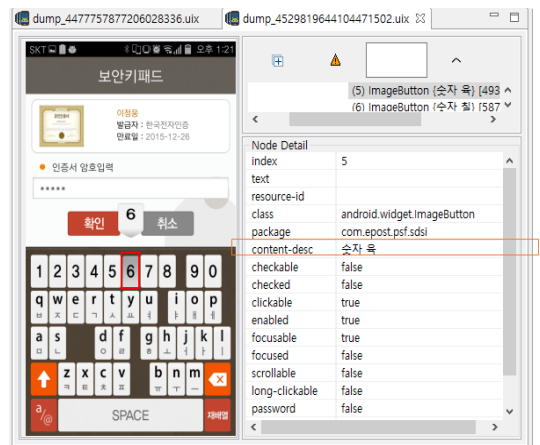 dump_4477757877206028336.uix
dump_4529819644104471502.uix
SKT 오후 1:21
보안키패드
이정용
발급자 : 한국전자인증
만료일 : 2015-12-26
인증서 암호입력
*****
확인 6 취소
1 2 3 4 5 6 7 8 9 0
q w e r t y u i o p
ㅂ ㅈ ㄷ ㄱ ㅅ ㅛ ㅕ ㅑ ㅐ ㅔ
a s d f g h j k l
ㅁ ㄴ ㅇ ㄹ ㅎ ㅗ ㅓ ㅏ ㅣ
z x c v b n m
ㅋ ㅌ ㅊ ㅍ ㅠ ㅜ ㅡ
a/@ SPACE 재배열
(5) ImageButton {숫자 육} [493
(6) ImageButton {숫자 칠} [587
Node Detail
index 5
text
resource-id
class android.widget.ImageButton
package com.epost.psf.sdsi
content-desc 숫자 육
checkable false
checked false
clickable true
enabled true
focusable true
focused false
scrollable false
long-clickable false
password false